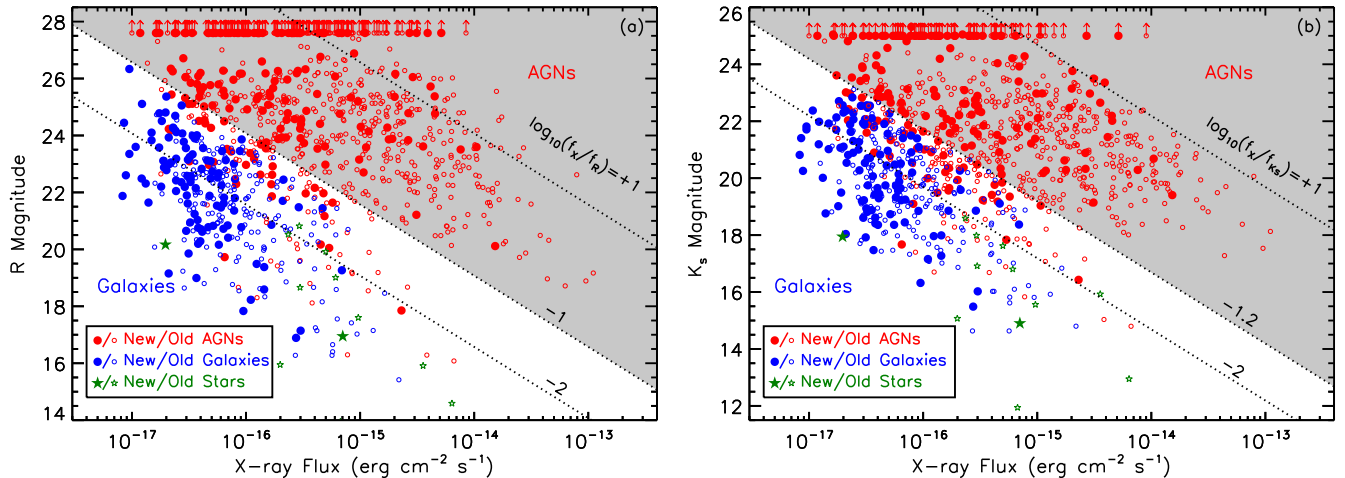 (a)
28
26
24
22
20
18
16
14
R Magnitude
AGNs
log₁₀(fₓ/f_R)=+1
−1
−2
Galaxies
●/○ New/Old AGNs
●/○ New/Old Galaxies
★/☆ New/Old Stars
10⁻¹⁷ 10⁻¹⁶ 10⁻¹⁵ 10⁻¹⁴ 10⁻¹³
X-ray Flux (erg cm⁻² s⁻¹)
(b)
26
24
22
20
18
16
14
12
Kₛ Magnitude
AGNs
log₁₀(fₓ/f_Ks)=+1
−1.2
−2
Galaxies
●/○ New/Old AGNs
●/○ New/Old Galaxies
★/☆ New/Old Stars
10⁻¹⁷ 10⁻¹⁶ 10⁻¹⁵ 10⁻¹⁴ 10⁻¹³
X-ray Flux (erg cm⁻² s⁻¹)